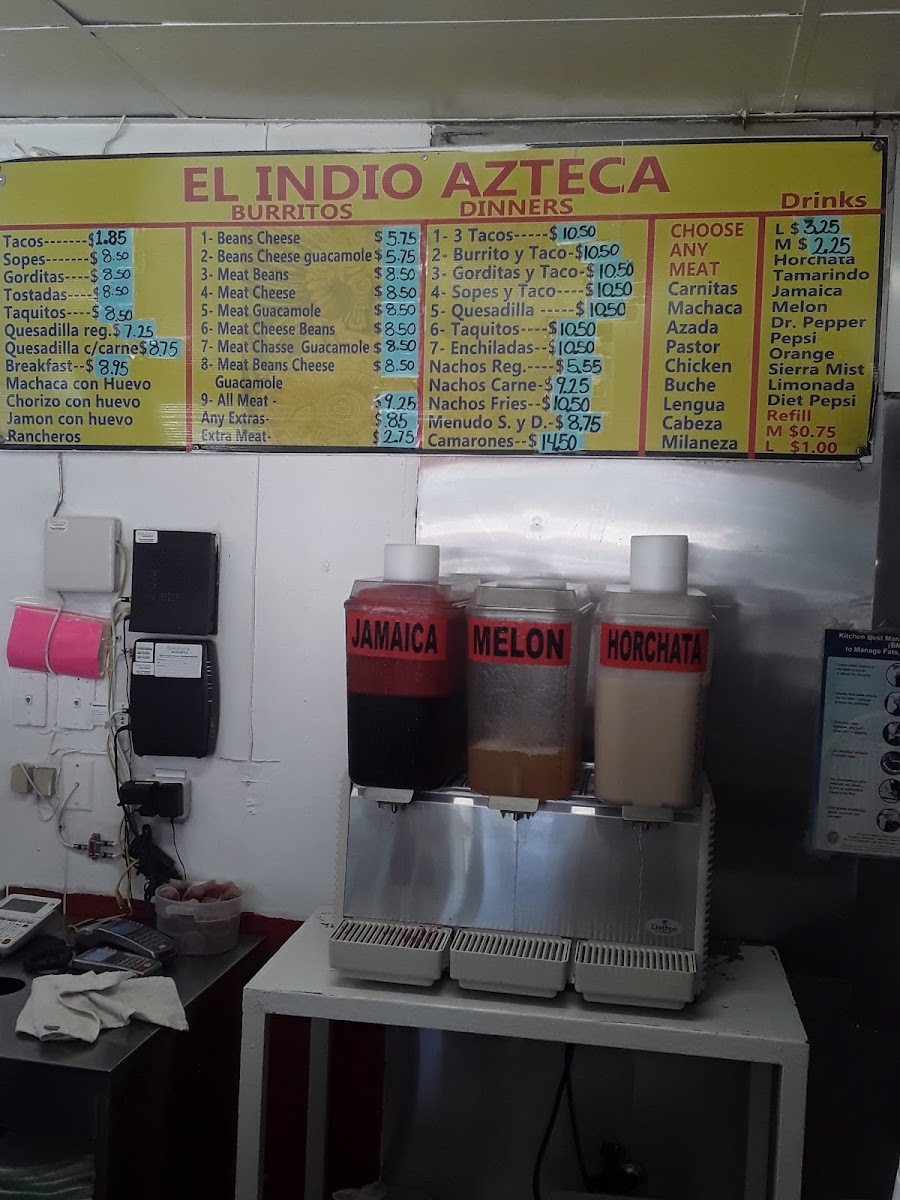 EL INDIO AZTECA
Tacos-------$1.85
Sopes-------$ 8.50
Gorditas----$ 8.50
Tostadas----$ 8.50
Taquitos----$ 8.50
Quesadilla reg.$ 7.25
Quesadilla c/carne$8.75
Breakfast--$ 8.95
Machaca con Huevo
Chorizo con huevo
Jamon con huevo
Rancheros
BURRITOS
1- Beans Cheese $ 5.75
2- Beans Cheese guacamole $ 5.75
3- Meat Beans $ 8.50
4- Meat Cheese $ 8.50
5- Meat Guacamole $ 8.50
6- Meat Cheese Beans $ 8.50
7- Meat Chasse Guacamole $ 8.50
8- Meat Beans Cheese $ 8.50
Guacamole
9- All Meat - $ 9.25
Any Extras- $ .85
Extra Meat- $ 2.75
DINNERS
1- 3 Tacos-----$ 10.50
2- Burrito y Taco-$10.50
3- Gorditas y Taco-$ 10.50
4- Sopes y Taco----$ 10.50
5- Quesadilla -----$ 10.50
6- Taquitos----$10.50
7- Enchiladas--$10.50
Nachos Reg.----$5.55
Nachos Carne-$ 9.25
Nachos Fries--$10.50
Menudo S. y D.-$ 8.75
Camarones--$ 14.50
CHOOSE
ANY
MEAT
Carnitas
Machaca
Azada
Pastor
Chicken
Buche
Lengua
Cabeza
Milaneza
Drinks
L $ 3.25
M $ 2.25
Horchata
Tamarindo
Jamaica
Melon
Dr. Pepper
Pepsi
Orange
Sierra Mist
Limonada
Diet Pepsi
Refill
M $0.75
L $1.00
JAMAICA
MELON
HORCHATA
Crathco
to Manage Fats,